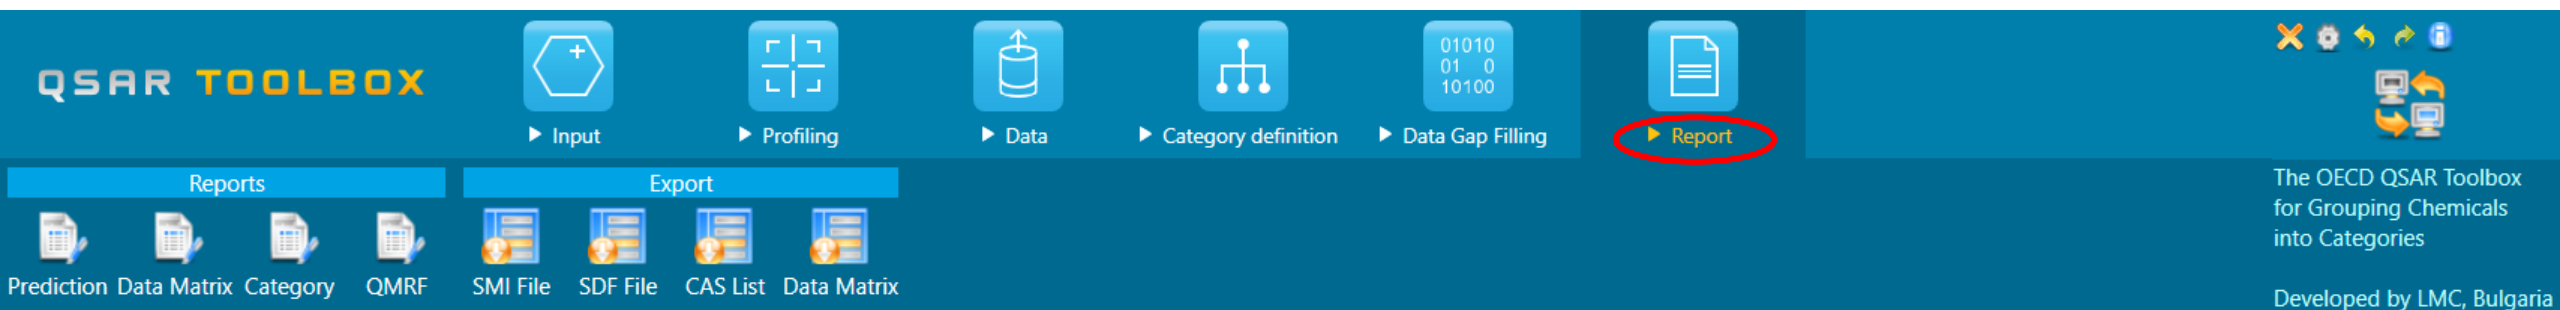 QSAR TOOLBOX
01010
01 0
10100
Input
Profiling
Data
Category definition
Data Gap Filling
Report
Reports
Export
Prediction
Data Matrix
Category
QMRF
SMI File
SDF File
CAS List
Data Matrix
The OECD QSAR Toolbox
for Grouping Chemicals
into Categories
Developed by LMC, Bulgaria